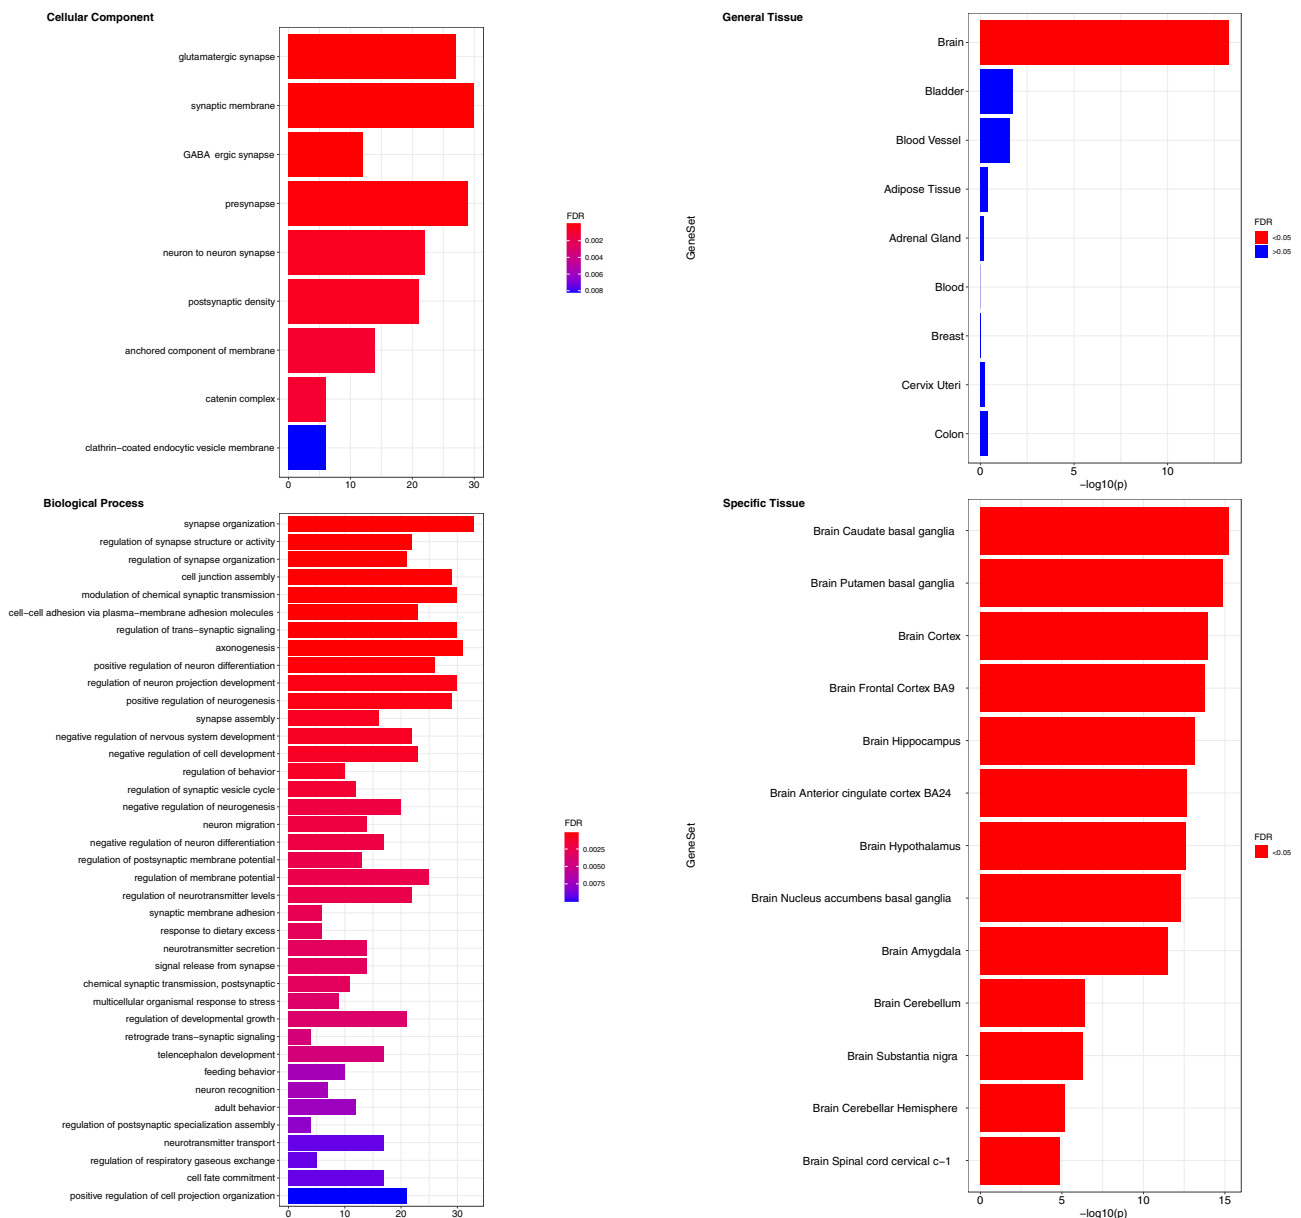 Cellular Component
glutamatergic synapse
synaptic membrane
GABA ergic synapse
presynapse
neuron to neuron synapse
postsynaptic density
anchored component of membrane
catenin complex
clathrin-coated endocytic vesicle membrane
0 10 20 30
FDR
0.002
0.004
0.006
0.008
General Tissue
GeneSet
Brain
Bladder
Blood Vessel
Adipose Tissue
Adrenal Gland
Blood
Breast
Cervix Uteri
Colon
0 5 10
-log10(p)
FDR
<0.05
>0.05
Biological Process
synapse organization
regulation of synapse structure or activity
regulation of synapse organization
cell junction assembly
modulation of chemical synaptic transmission
cell-cell adhesion via plasma-membrane adhesion molecules
regulation of trans-synaptic signaling
axonogenesis
positive regulation of neuron differentiation
regulation of neuron projection development
positive regulation of neurogenesis
synapse assembly
negative regulation of nervous system development
negative regulation of cell development
regulation of behavior
regulation of synaptic vesicle cycle
negative regulation of neurogenesis
neuron migration
negative regulation of neuron differentiation
regulation of postsynaptic membrane potential
regulation of membrane potential
regulation of neurotransmitter levels
synaptic membrane adhesion
response to dietary excess
neurotransmitter secretion
signal release from synapse
chemical synaptic transmission, postsynaptic
multicellular organismal response to stress
regulation of developmental growth
retrograde trans-synaptic signaling
telencephalon development
feeding behavior
neuron recognition
adult behavior
regulation of postsynaptic specialization assembly
neurotransmitter transport
regulation of respiratory gaseous exchange
cell fate commitment
positive regulation of cell projection organization
0 10 20 30
FDR
0.0025
0.0050
0.0075
Specific Tissue
GeneSet
Brain Caudate basal ganglia
Brain Putamen basal ganglia
Brain Cortex
Brain Frontal Cortex BA9
Brain Hippocampus
Brain Anterior cingulate cortex BA24
Brain Hypothalamus
Brain Nucleus accumbens basal ganglia
Brain Amygdala
Brain Cerebellum
Brain Substantia nigra
Brain Cerebellar Hemisphere
Brain Spinal cord cervical c-1
0 5 10 15
-log10(p)
FDR
<0.05